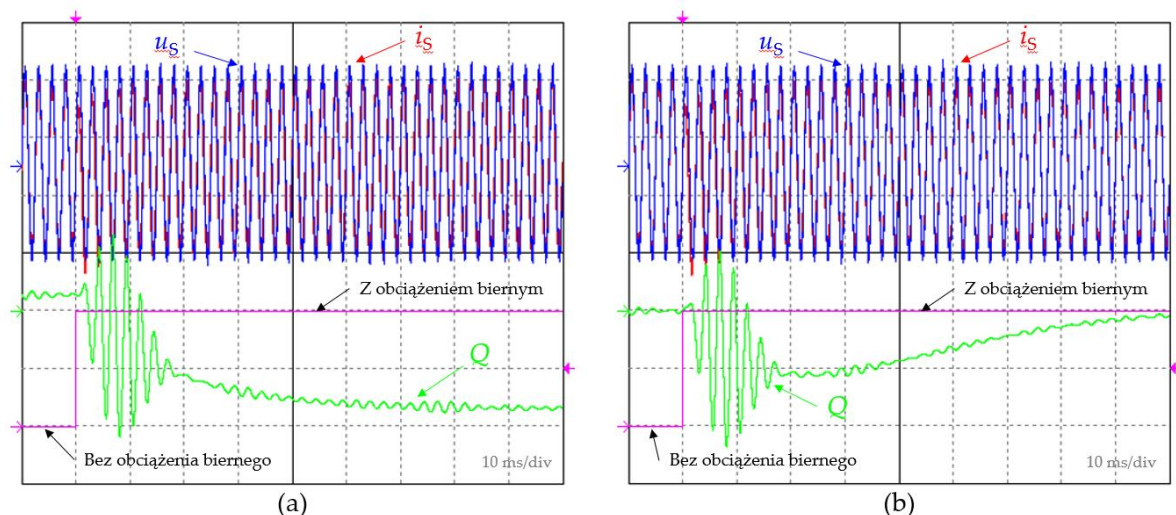 uS
iS
Z obciążeniem biernym
Q
Bez obciążenia biernego
10 ms/div
(a)
uS
iS
Z obciążeniem biernym
Q
Bez obciążenia biernego
10 ms/div
(b)